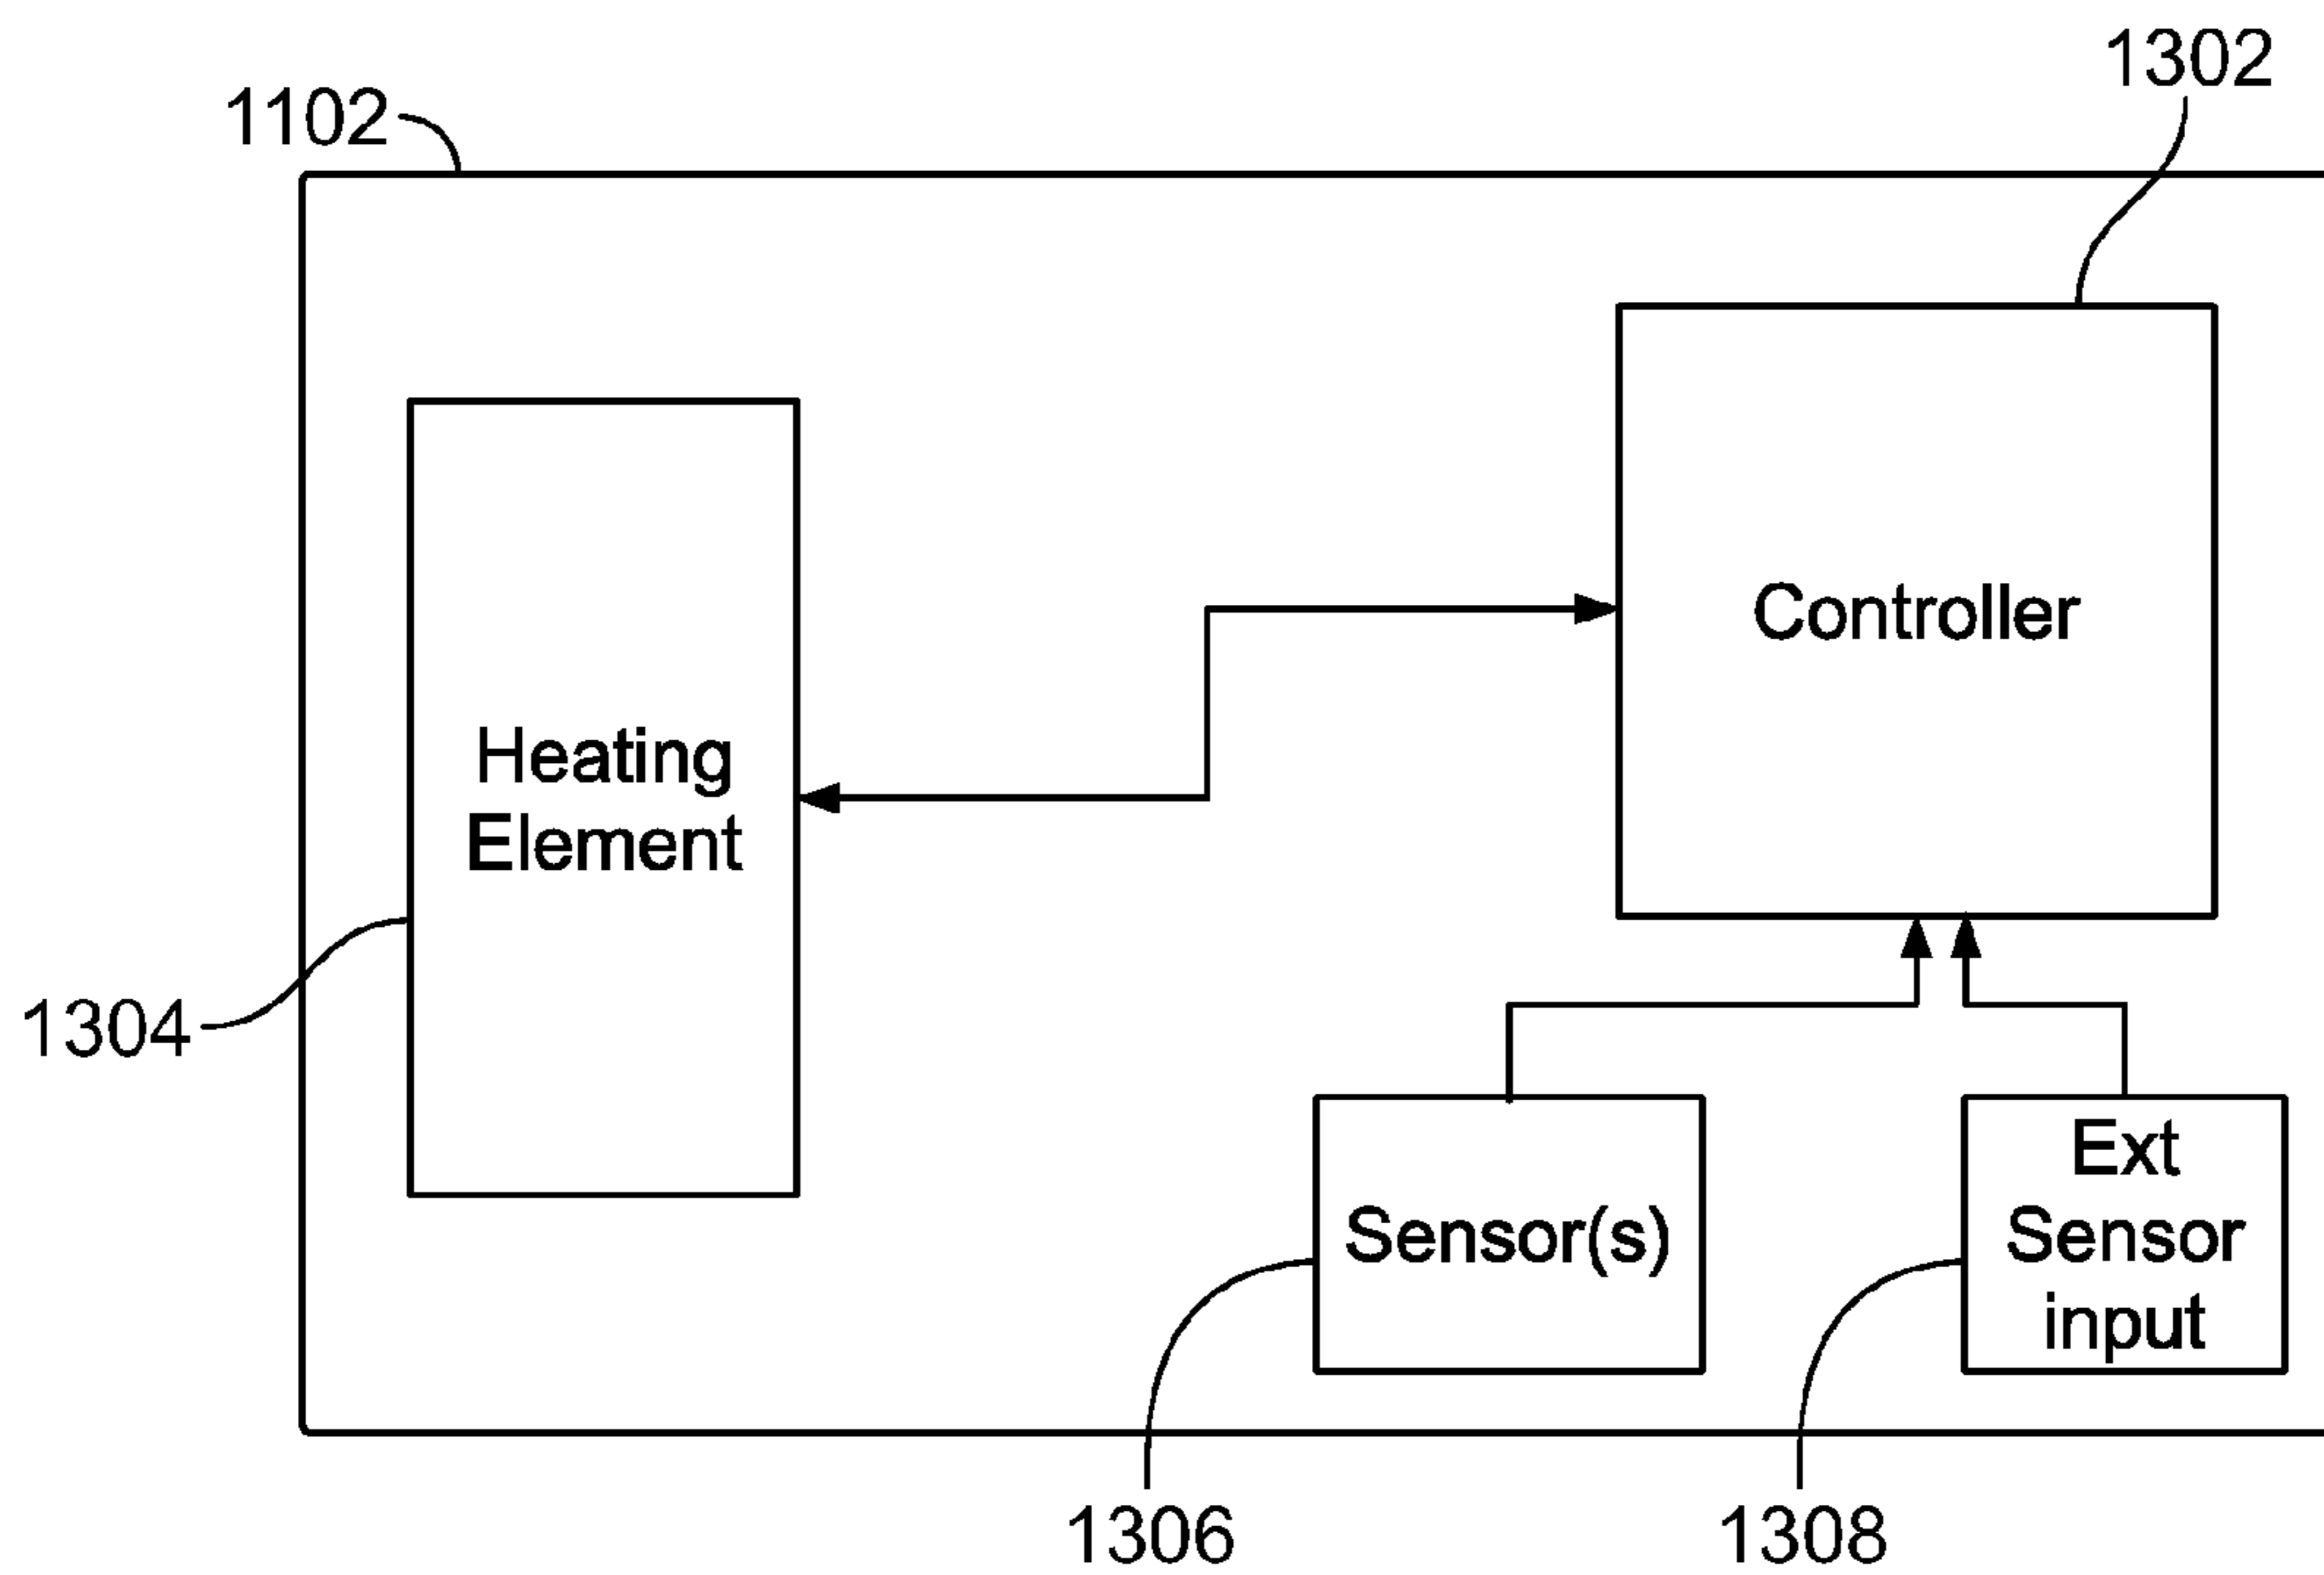 1302
1102
Controller
Heating
Element
1304
Ext
Sensor(s)
Sensor
input
1306
1308